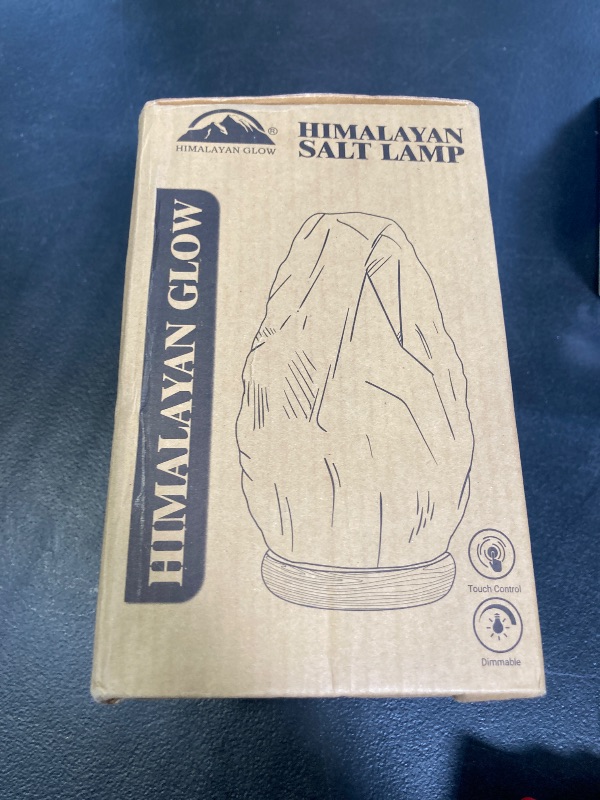 HIMALAYAN GLOW
®
HIMALAYAN
SALT LAMP
HIMALAYAN GLOW
Touch Control
Dimmable